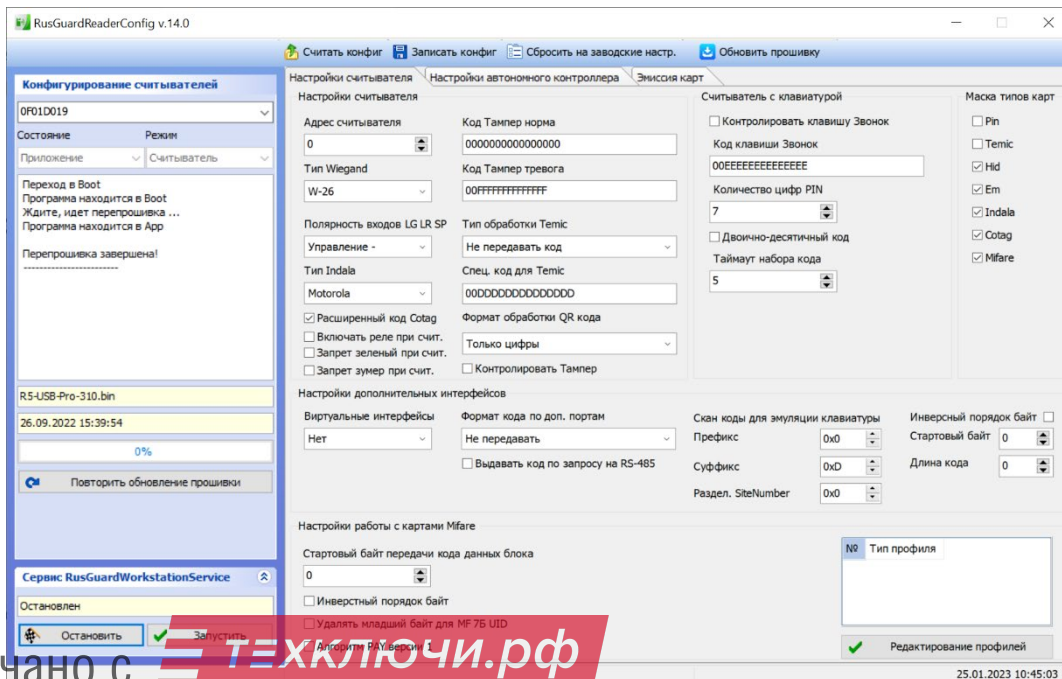 RusGuardReaderConfig v.14.0
Считать конфиг Записать конфиг Сбросить на заводские настр. Обновить прошивку
Конфигурирование считывателей
0F01D019
Состояние Режим
Приложение Считыватель
Переход в Boot
Программа находится в Boot
Ждите, идет перепрошивка ...
Программа находится в App
Перепрошивка завершена!
------------------------
R5-USB-Pro-310.bin
26.09.2022 15:39:54
0%
Повторить обновление прошивки
Сервис RusGuardWorkstationService
Остановлен
Остановить Запустить
Настройки считывателя Настройки автономного контроллера Эмиссия карт
Настройки считывателя
Адрес считывателя Код Тампер норма
0 0000000000000000
Тип Wiegand Код Тампер тревога
W-26 00FFFFFFFFFFFFFF
Полярность входов LG LR SP Тип обработки Temic
Управление - Не передавать код
Тип Indala Спец. код для Temic
Motorola 00DDDDDDDDDDDDDD
Расширенный код Cotag Формат обработки QR кода
Включать реле при счит.
Только цифры
Запрет зеленый при счит.
Запрет зумер при счит. Контролировать Тампер
Считыватель с клавиатурой
Контролировать клавишу Звонок
Код клавиши Звонок
00EEEEEEEEEEEEEE
Количество цифр PIN
7
Двоично-десятичный код
Таймаут набора кода
5
Маска типов карт
Pin
Temic
Hid
Em
Indala
Cotag
Mifare
Настройки дополнительных интерфейсов
Виртуальные интерфейсы Формат кода по доп. портам
Нет Не передавать
Выдавать код по запросу на RS-485
Скан коды для эмуляции клавиатуры
Префикс 0x0
Суффикс 0xD
Раздел. SiteNumber 0x0
Инверсный порядок байт
Стартовый байт 0
Длина кода 0
Настройки работы с картами Mifare
Стартовый байт передачи кода данных блока
0
Инверстный порядок байт
Удалять младший байт для MF 7Б UID
Алгоритм PAY версии 1
№ Тип профиля
Редактирование профилей
чано с
ТЕХКЛЮЧИ.РФ
25.01.2023 10:45:03